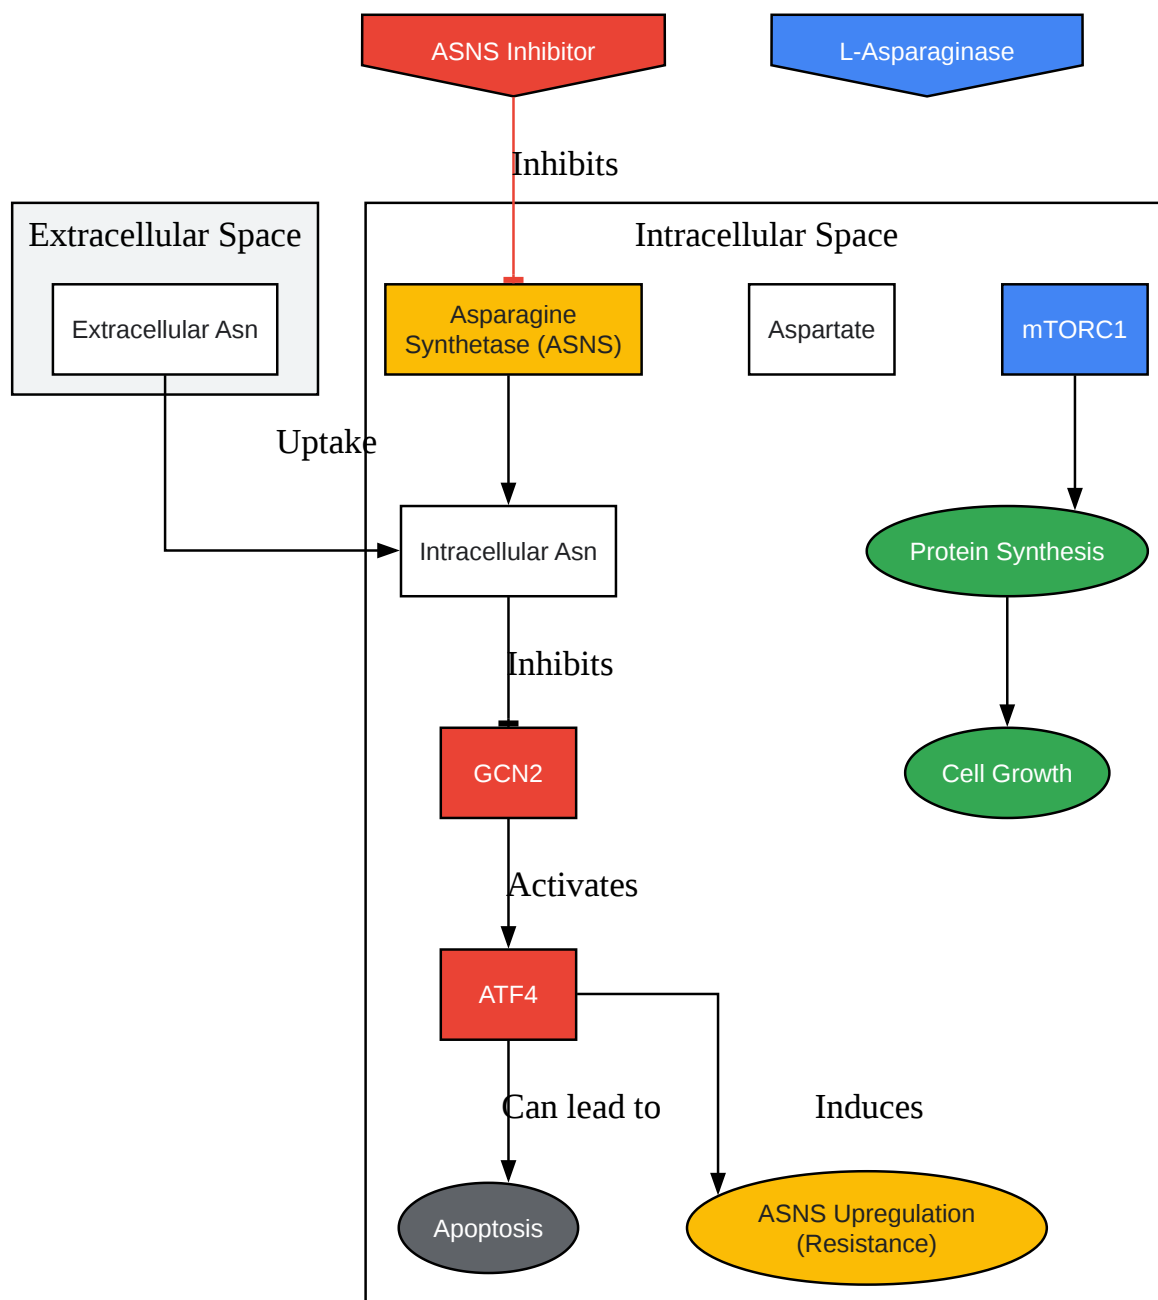 ASNS Inhibitor
L-Asparaginase
Inhibits
Extracellular Space
Intracellular Space
Extracellular Asn
Asparagine
Synthetase (ASNS)
Aspartate
mTORC1
Uptake
Intracellular Asn
Protein Synthesis
Inhibits
GCN2
Cell Growth
Activates
ATF4
Can lead to
Induces
Apoptosis
ASNS Upregulation
(Resistance)